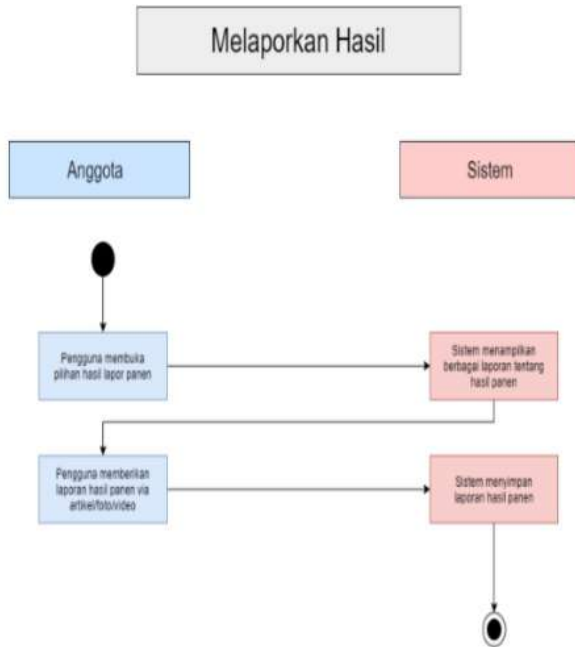 Melaporkan Hasil
Anggota
Sistem
Pengguna membuka
pilihan hasil lapor panen
Sistem menampilkan
berbagai laporan tentang
hasil panen
Pengguna memberikan
laporan hasil panen via
artikel/foto/video
Sistem menyimpan
laporan hasil panen